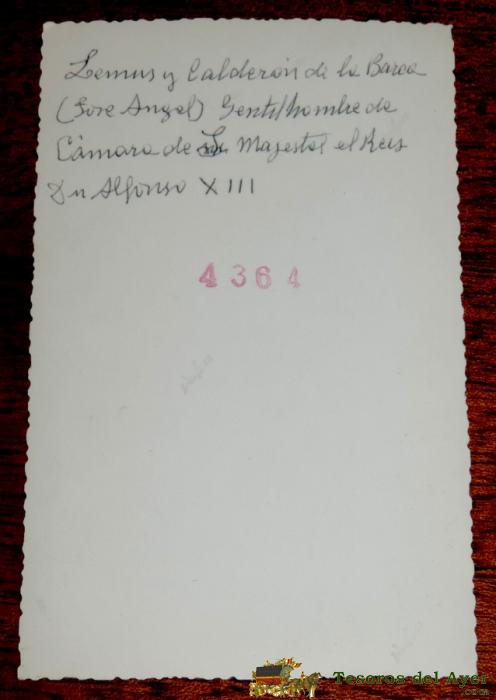 Lemus y Calderón de la Barca
(Jose Angel) Gentilhombre de
Cámara de Su Majestad el Rey
Dn Alfonso XIII
4364
Tesoros del Ayer
.com